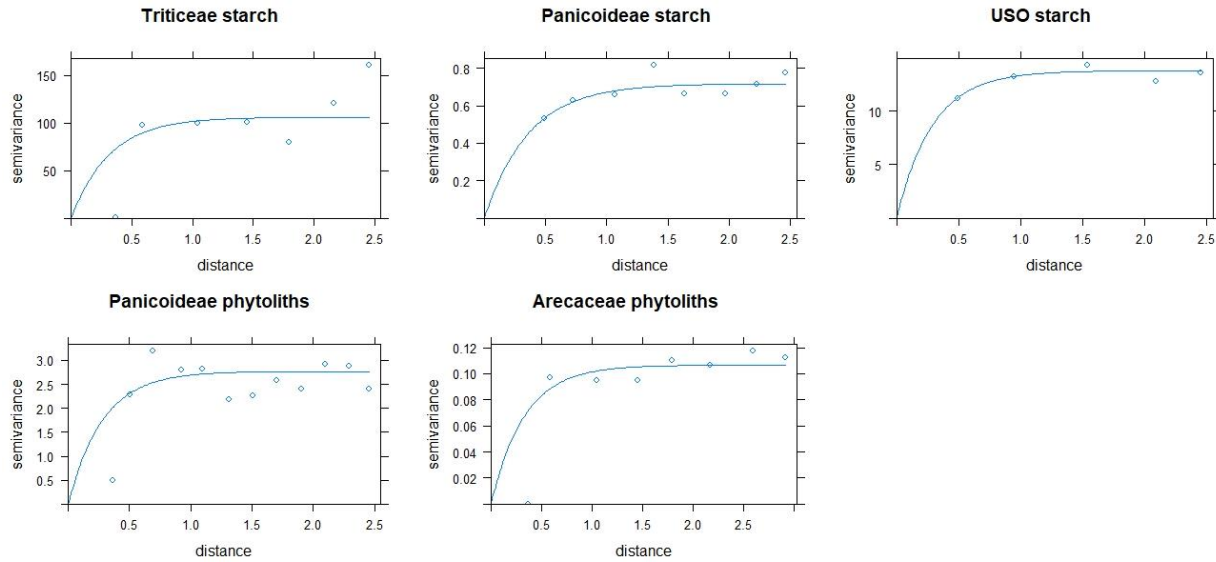 Triticeae starch
150
100
50
semivariance
0.5 1.0 1.5 2.0 2.5
distance
Panicoideae starch
0.8
0.6
0.4
0.2
semivariance
0.5 1.0 1.5 2.0 2.5
distance
USO starch
10
5
semivariance
0.5 1.0 1.5 2.0 2.5
distance
Panicoideae phytoliths
3.0
2.5
2.0
1.5
1.0
0.5
semivariance
0.5 1.0 1.5 2.0 2.5
distance
Arecaceae phytoliths
0.12
0.10
0.08
0.06
0.04
0.02
semivariance
0.5 1.0 1.5 2.0 2.5
distance